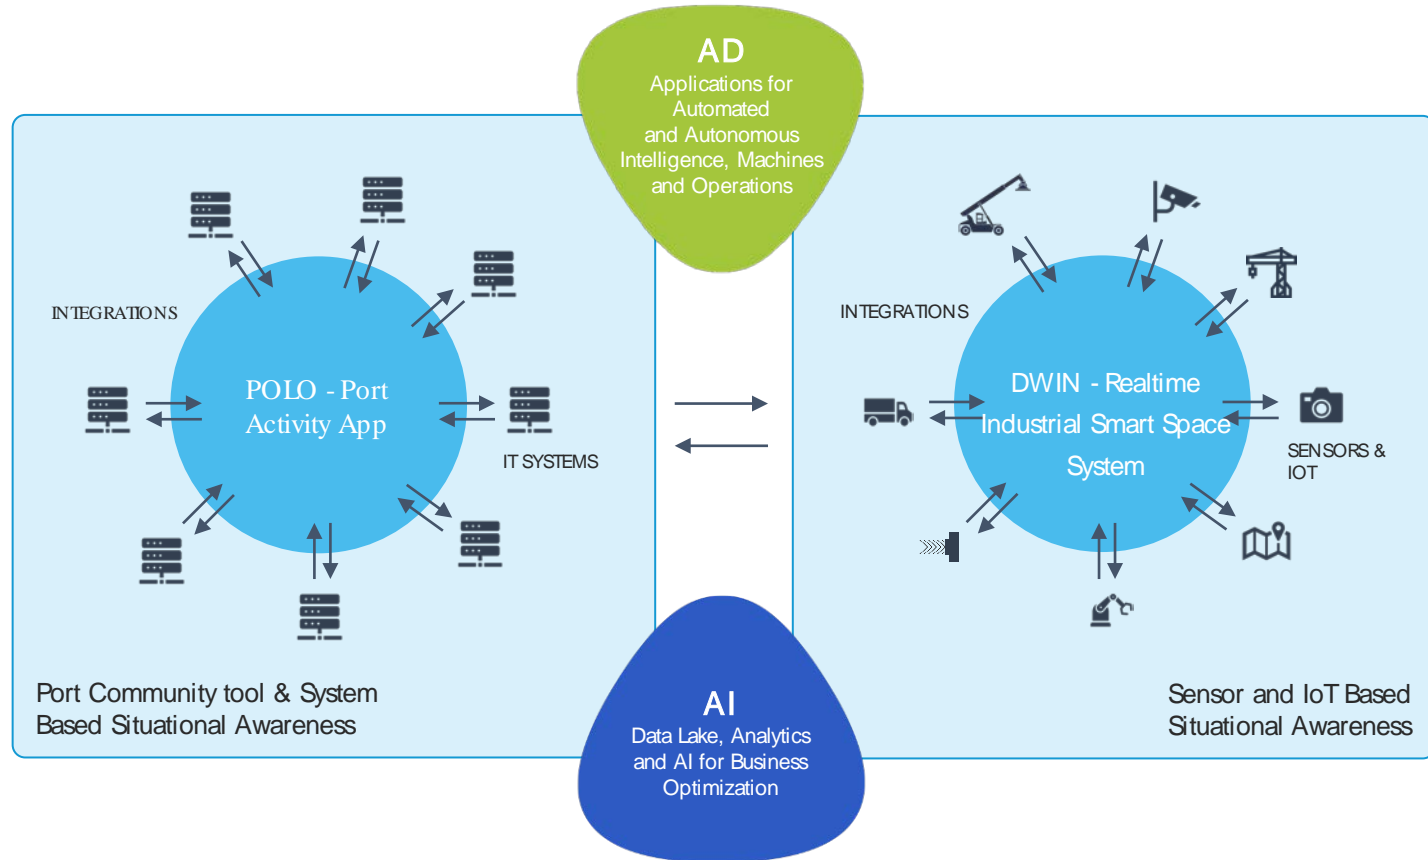 AD
Applications for
Automated
and Autonomous
Intelligence, Machines
and Operations
INTEGRATIONS
POLO - Port
Activity App
IT SYSTEMS
Port Community tool & System
Based Situational Awareness
INTEGRATIONS
DWIN - Realtime
Industrial Smart Space
System
SENSORS &
IOT
Sensor and IoT Based
Situational Awareness
AI
Data Lake, Analytics
and AI for Business
Optimization